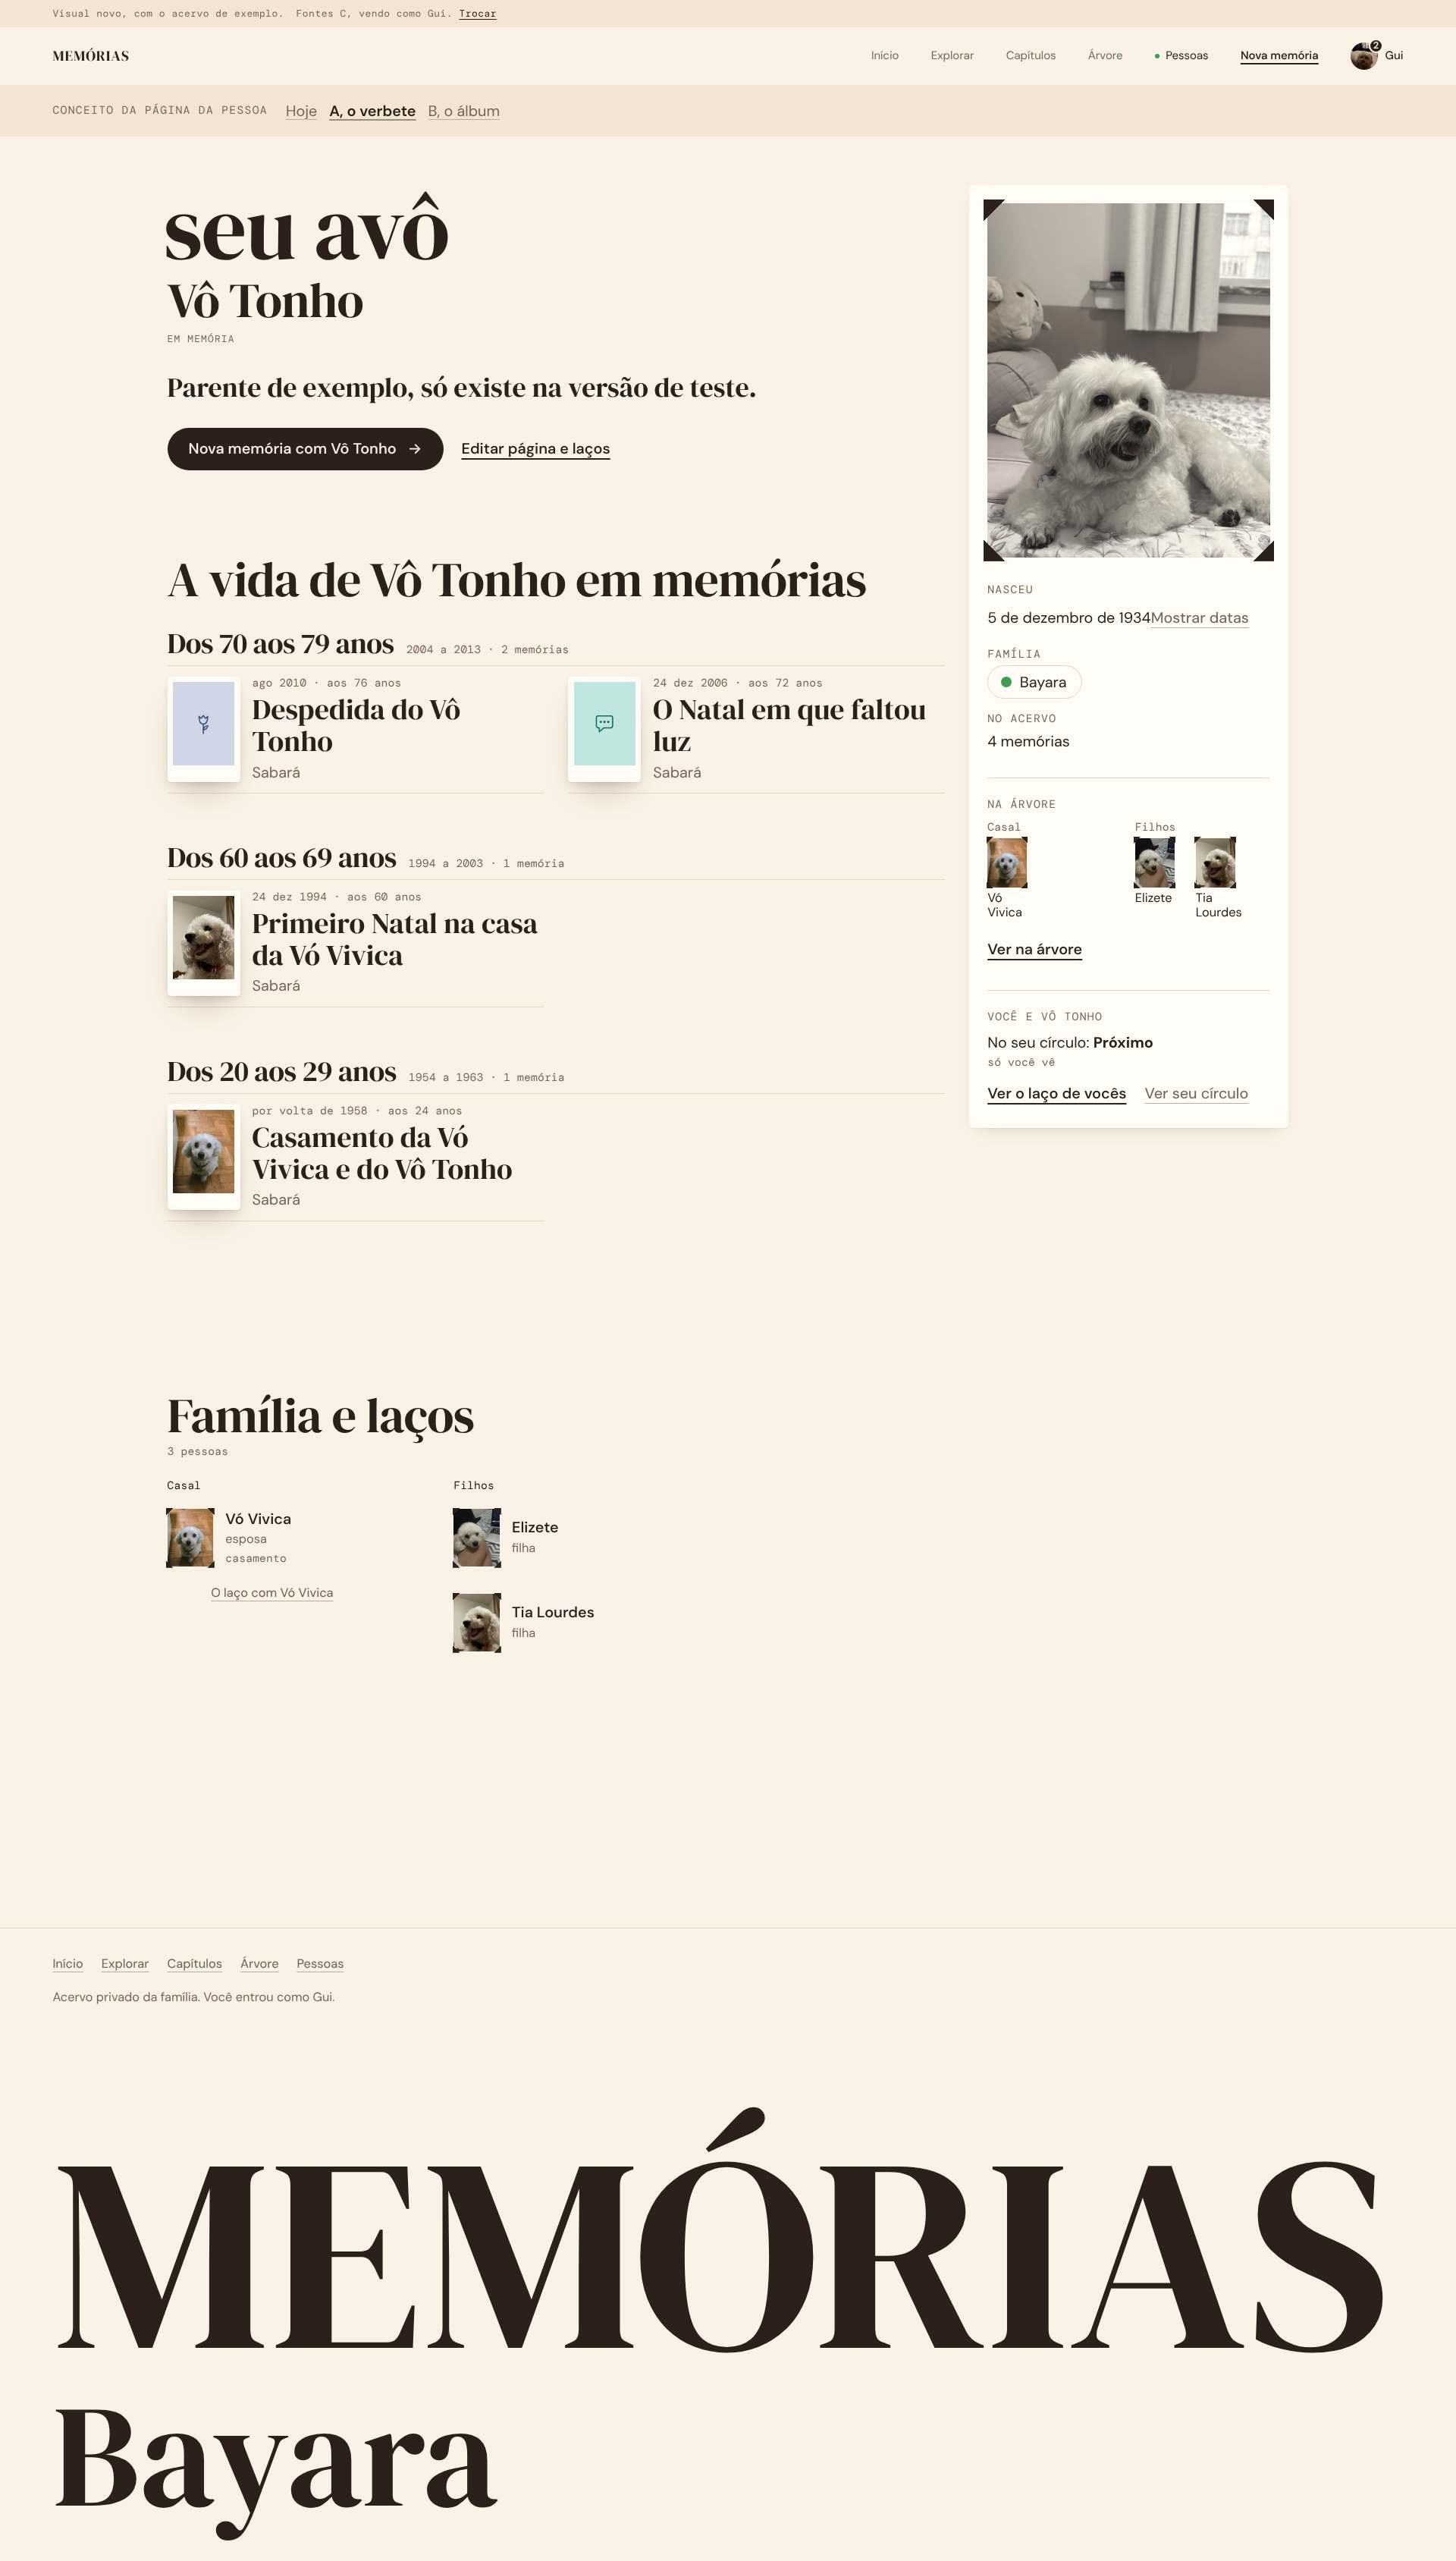 Visual novo, com o acervo de exemplo. Fontes C, vendo como Gui. Trocar
MEMÓRIAS
Início Explorar Capítulos Árvore Pessoas Nova memória 2 Gui
CONCEITO DA PÁGINA DA PESSOA Hoje A, o verbete B, o álbum
seu avô
Vô Tonho
EM MEMÓRIA
Parente de exemplo, só existe na versão de teste.
Nova memória com Vô Tonho → Editar página e laços
A vida de Vô Tonho em memórias
Dos 70 aos 79 anos 2004 a 2013 · 2 memórias
ago 2010 · aos 76 anos
Despedida do Vô
Tonho
Sabará
24 dez 2006 · aos 72 anos
O Natal em que faltou
luz
Sabará
Dos 60 aos 69 anos 1994 a 2003 · 1 memória
24 dez 1994 · aos 60 anos
Primeiro Natal na casa
da Vó Vivica
Sabará
Dos 20 aos 29 anos 1954 a 1963 · 1 memória
por volta de 1958 · aos 24 anos
Casamento da Vó
Vivica e do Vô Tonho
Sabará
NASCEU
5 de dezembro de 1934Mostrar datas
FAMÍLIA
Bayara
NO ACERVO
4 memórias
NA ÁRVORE
Casal
Vó
Vivica
Filhos
Elizete
Tia
Lourdes
Ver na árvore
VOCÊ E VÔ TONHO
No seu círculo: Próximo
só você vê
Ver o laço de vocês Ver seu círculo
Família e laços
3 pessoas
Casal
Vó Vivica
esposa
casamento
O laço com Vó Vivica
Filhos
Elizete
filha
Tia Lourdes
filha
Início Explorar Capítulos Árvore Pessoas
Acervo privado da família. Você entrou como Gui.
MEMÓRIAS
Bayara